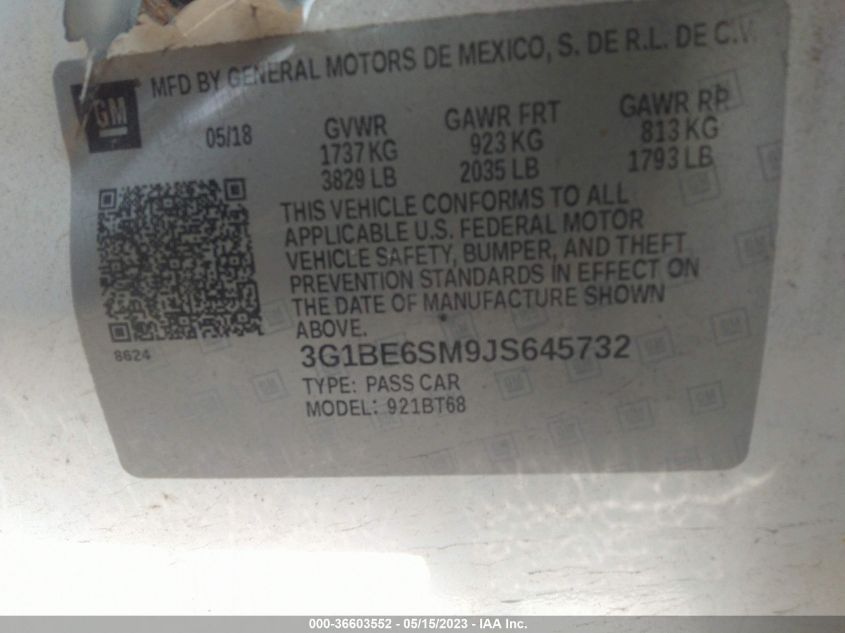 MFD BY GENERAL MOTORS DE MEXICO, S. DE R.L. DE C.V.
GM
05/18
GVWR
1737 KG
3829 LB
GAWR FRT
923 KG
2035 LB
GAWR RR
813 KG
1793 LB
THIS VEHICLE CONFORMS TO ALL
APPLICABLE U.S. FEDERAL MOTOR
VEHICLE SAFETY, BUMPER, AND THEFT
PREVENTION STANDARDS IN EFFECT ON
THE DATE OF MANUFACTURE SHOWN
ABOVE.
8624
3G1BE6SM9JS645732
TYPE: PASS CAR
MODEL: 921BT68
000-36603552 - 05/15/2023 - IAA Inc.